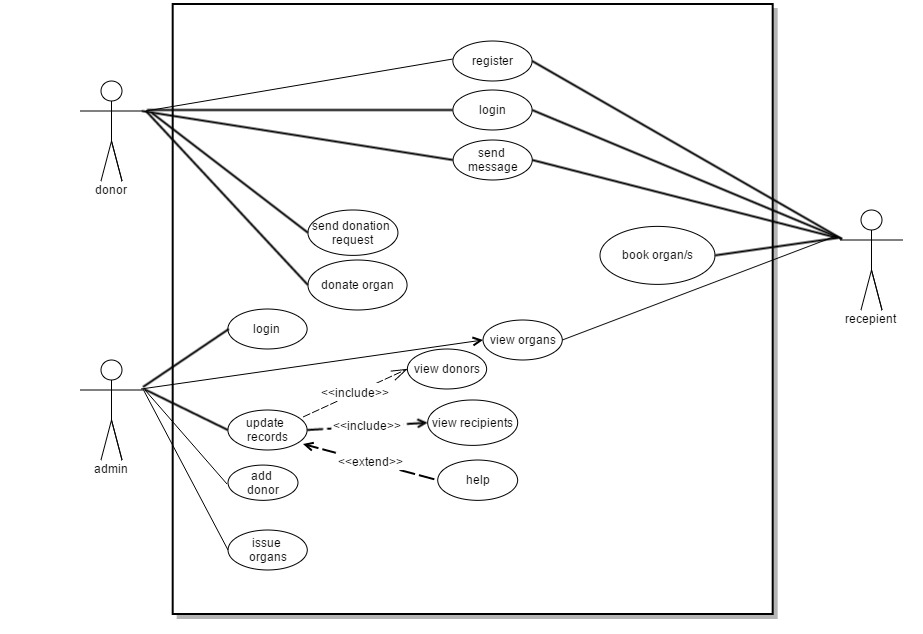 register
login
send
message
donor
send donation
request
book organ/s
donate organ
recepient
login
view organs
view donors
<<include>>
update
records
<<include>>
view recipients
<<extend>>
admin
add
donor
help
issue
organs